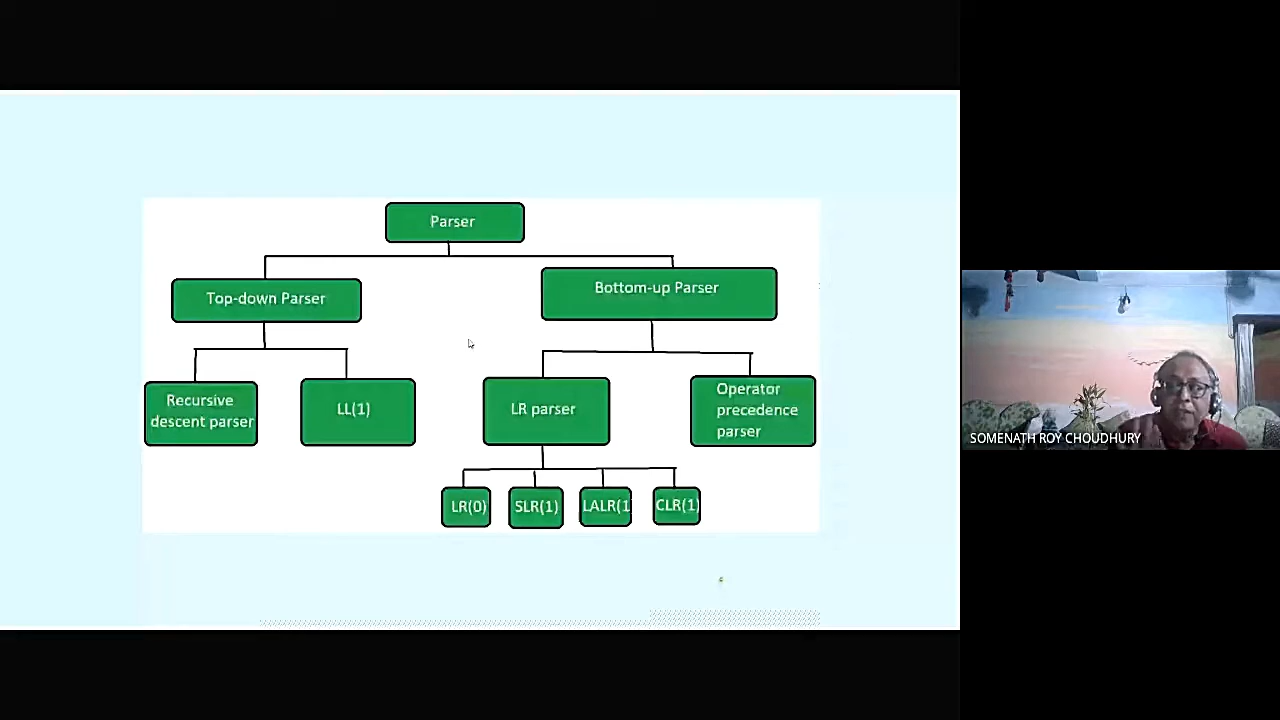 Parser
Top-down Parser
Bottom-up Parser
Recursive
descent parser
LL(1)
LR parser
Operator
precedence
parser
LR(0)
SLR(1)
LALR(1
CLR(1)
SOMENATH ROY CHOUDHURY